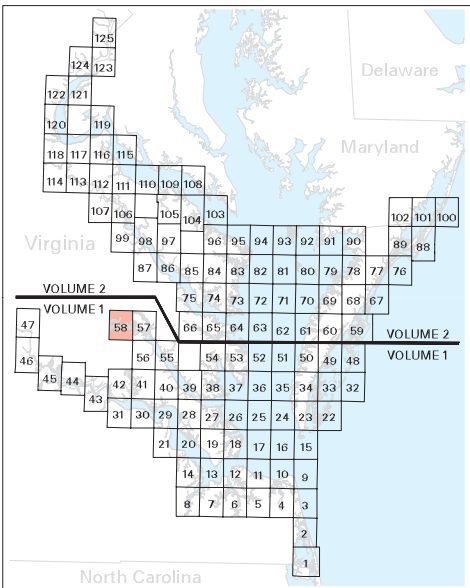 125
Delaware
124 123
122 121
120 119
Maryland
118 117 116 115
114 113 112 111 110 109 108
107 106 105 104 103 102 101 100
Virginia 99 98 97 96 95 94 93 92 91 90 89 88
87 86 85 84 83 82 81 80 79 78 77 76
VOLUME 2 75 74 73 72 71 70 69 68 67
VOLUME 1
47 58 57 66 65 64 63 62 61 60 59 VOLUME 2
46 56 55 54 53 52 51 50 49 48 VOLUME 1
45 44 43 42 41 40 39 38 37 36 35 34 33 32
31 30 29 28 27 26 25 24 23 22
21 20 19 18 17 16 15
14 13 12 11 10 9
8 7 6 5 4 3
2
1
North Carolina